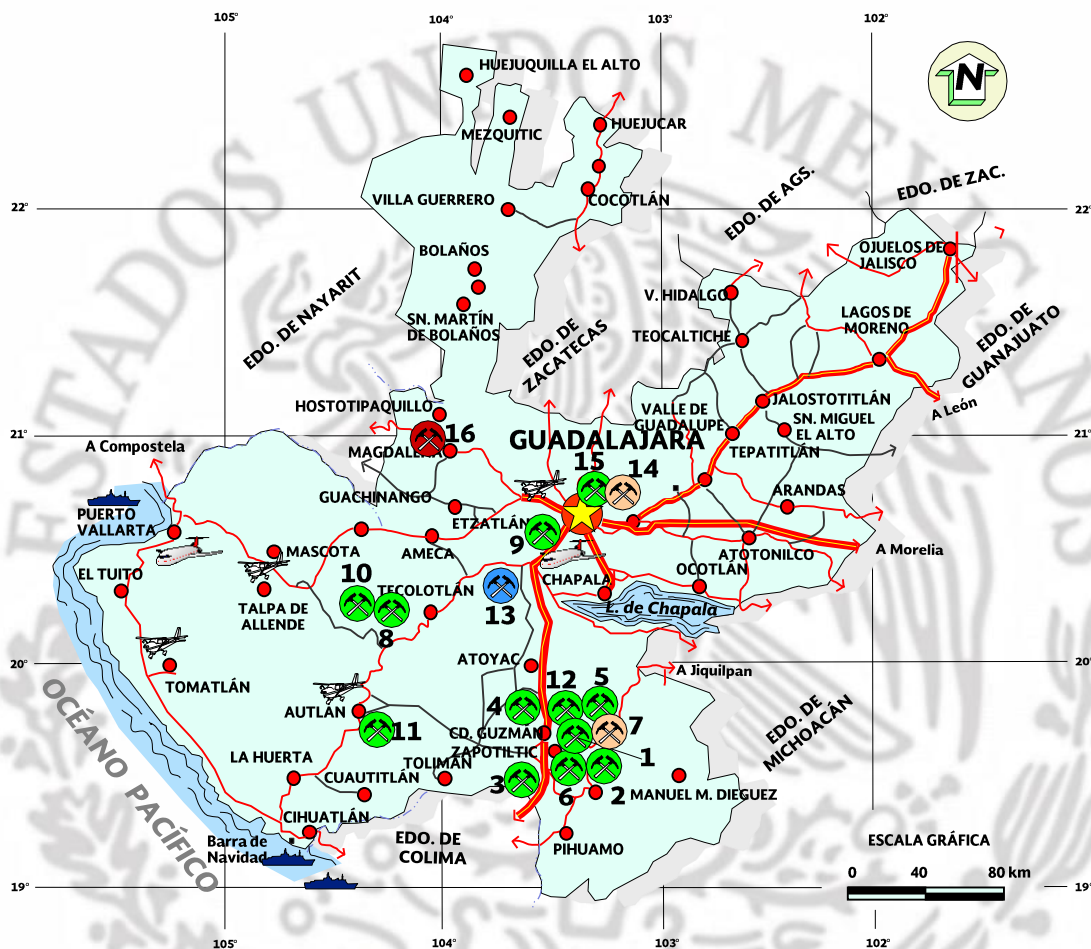 105°
104°
103°
102°
ESTADOS UNIDOS MEXICANOS
N
HUEJUQUILLA EL ALTO
MEZQUITIC
HUEJUCAR
EDO. DE AGS.
EDO. DE ZAC.
22°
22°
VILLA GUERRERO
COCOTLÁN
BOLAÑOS
OJUELOS DE
JALISCO
EDO. DE NAYARIT
V. HIDALGO
SN. MARTÍN
DE BOLAÑOS
LAGOS DE
MORENO
EDO. DE
ZACATECAS
TEOCALTICHE
EDO. DE
GUANAJUATO
HOSTOTIPAQUILLO
JALOSTOTITLÁN
A León
VALLE DE
GUADALUPE
SN. MIGUEL
EL ALTO
21°
21°
16
GUADALAJARA
A Compostela
MAGDALENA
TEPATITLÁN
15
14
GUACHINANGO
ARANDAS
PUERTO
VALLARTA
ETZATLÁN
9
AMECA
MASCOTA
ATOTONILCO
A Morelia
EL TUITO
10
TECOLOTLÁN
CHAPALA
OCOTLÁN
TALPA DE
ALLENDE
8
13
L. de Chapala
ATOYAC
20°
20°
TOMATLÁN
A Jiquilpan
12
5
4
AUTLÁN
11
CD. GUZMÁN
7
EDO. DE
MICHOACÁN
OCÉANO PACÍFICO
LA HUERTA
ZAPOTILTIC
1
TOLIMÁN
CUAUTITLÁN
3
6
2
MANUEL M. DIEGUEZ
CIHUATLÁN
Barra de
Navidad
EDO. DE
COLIMA
PIHUAMO
ESCALA GRÁFICA
0
40
80 km
19°
19°
105°
104°
103°
102°